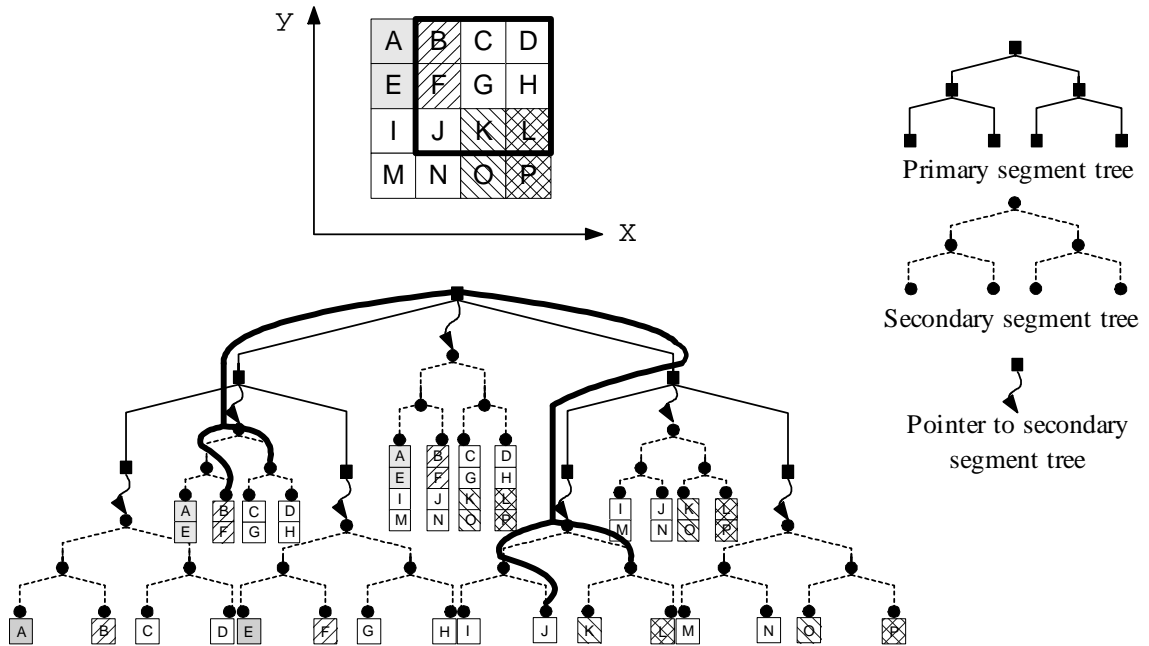 y
A B C D
E F G H
I J K L
M N O P
X
Primary segment tree
Secondary segment tree
Pointer to secondary
segment tree
A B C D
E F G H
I J K L
M N O P
A B C D
E F G H
I J K L
M N O P
A B C D E F G H I J K L M N O P